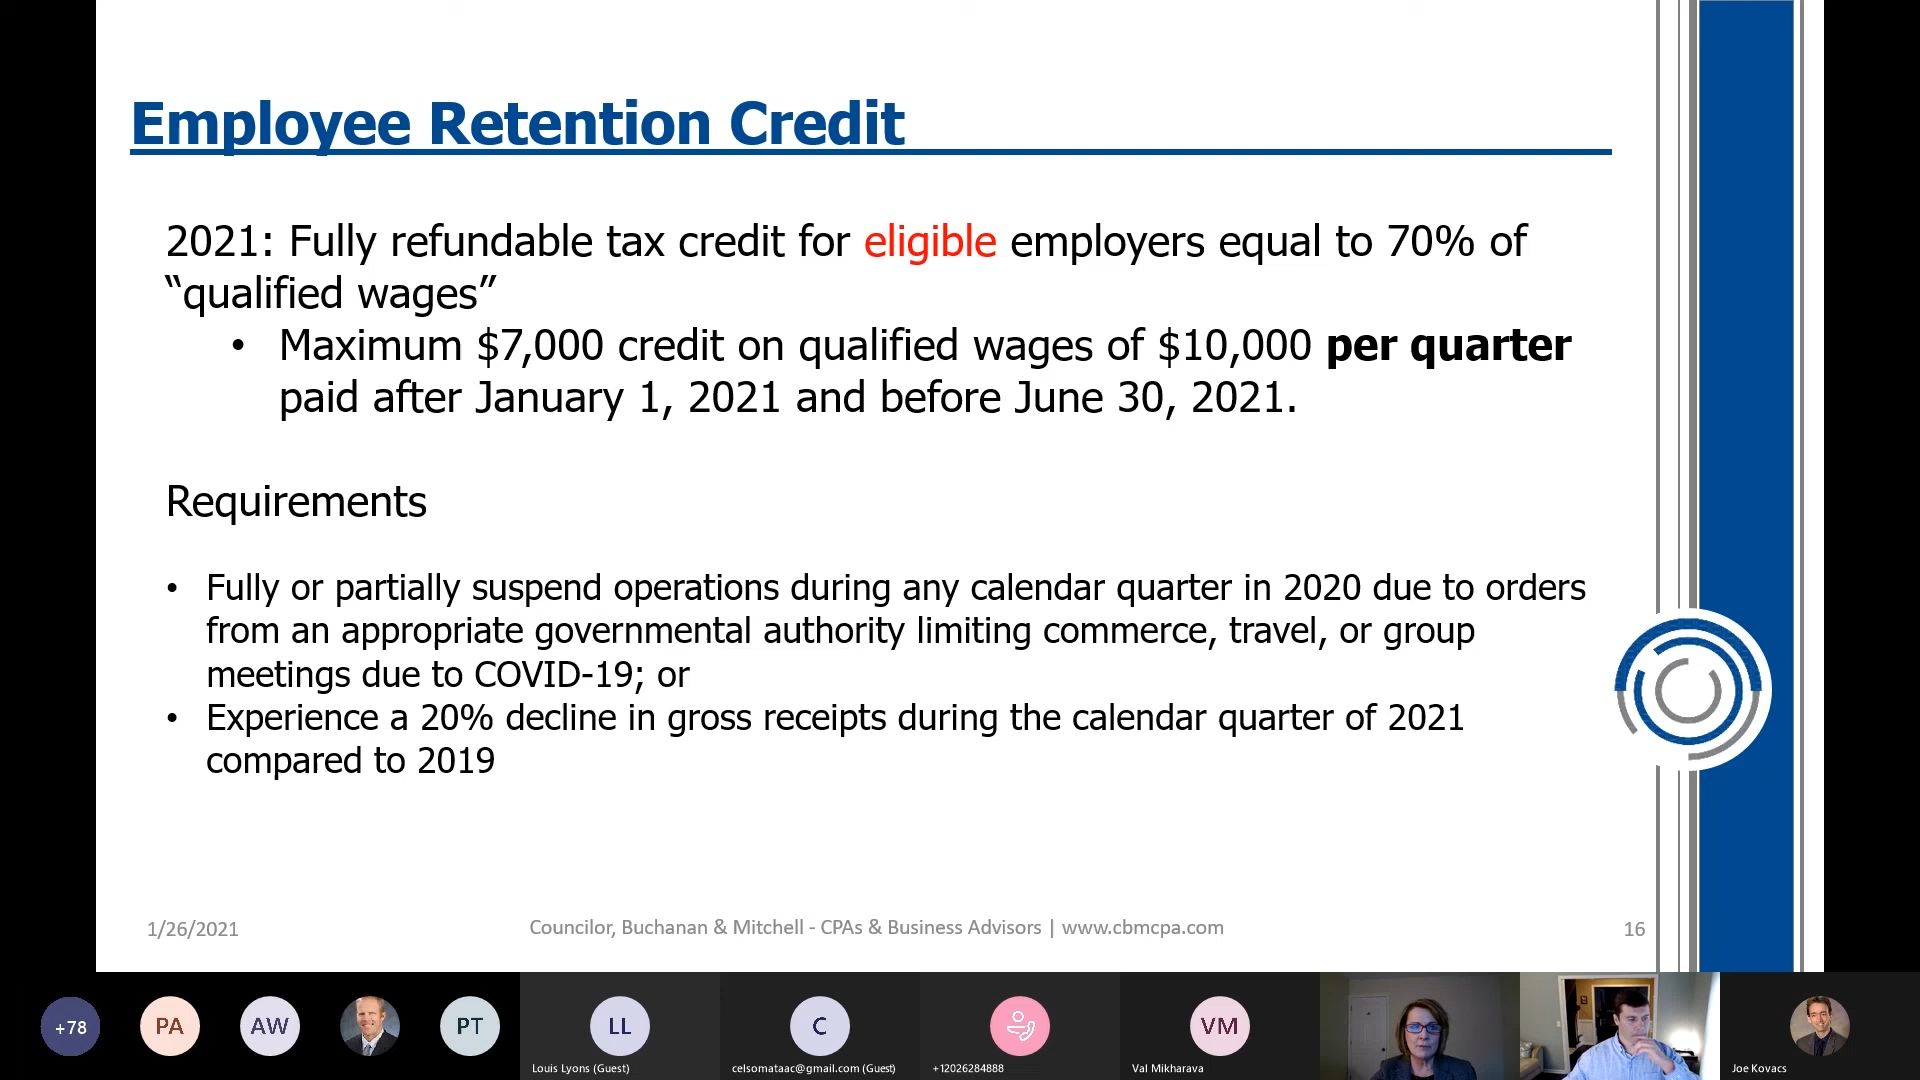 Employee Retention Credit
2021: Fully refundable tax credit for eligible employers equal to 70% of
“qualified wages”
• Maximum $7,000 credit on qualified wages of $10,000 per quarter
paid after January 1, 2021 and before June 30, 2021.
Requirements
• Fully or partially suspend operations during any calendar quarter in 2020 due to orders
from an appropriate governmental authority limiting commerce, travel, or group
meetings due to COVID-19; or
• Experience a 20% decline in gross receipts during the calendar quarter of 2021
compared to 2019
1/26/2021
Councilor, Buchanan & Mitchell - CPAs & Business Advisors | www.cbmcpa.com
16
+78
PA
AW
PT
LL
C
VM
Louis Lyons (Guest)
celsomataac@gmail.com (Guest)
+12026284888
Val Mikharava
Joe Kovacs